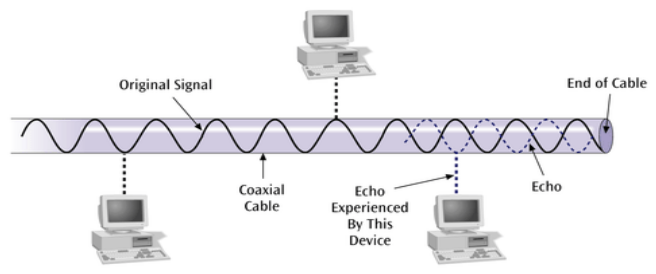 Original Signal
End of Cable
Coaxial
Cable
Echo
Experienced
By This
Device
Echo